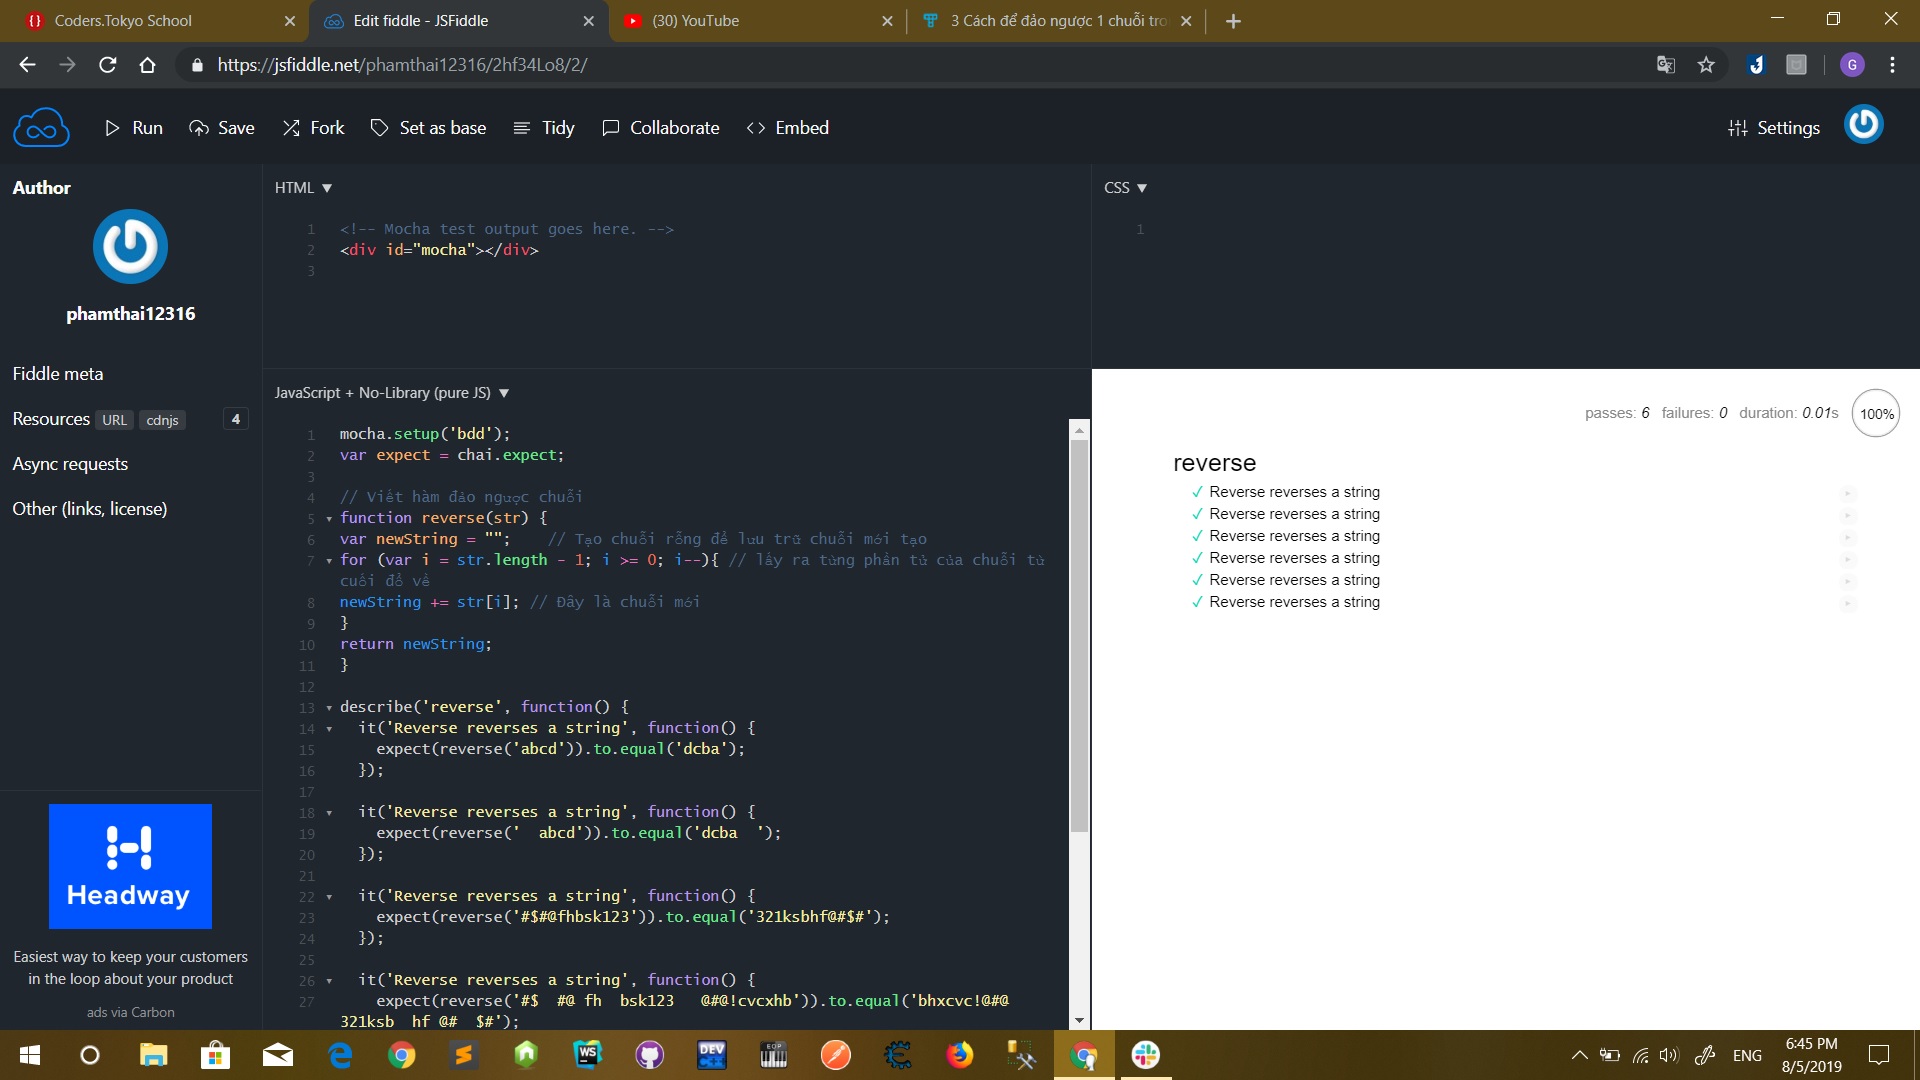 Coders.Tokyo School
Edit fiddle - JSFiddle
(30) YouTube
3 Cách để đảo ngược 1 chuỗi tro
https://jsfiddle.net/phamthai12316/2hf34Lo8/2/
G
Run
Save
Fork
Set as base
Tidy
Collaborate
Embed
Settings
Author
phamthai12316
Fiddle meta
Resources URL cdnjs 4
Async requests
Other (links, license)
Headway
Easiest way to keep your customers
in the loop about your product
ads via Carbon
HTML ▼
1 <!-- Mocha test output goes here. -->
2 <div id="mocha"></div>
3
CSS ▼
1
JavaScript + No-Library (pure JS) ▼
1 mocha.setup('bdd');
2 var expect = chai.expect;
3
4 // Viết hàm đảo ngược chuỗi
5 function reverse(str) {
6 var newString = "";    // Tạo chuỗi rỗng để lưu trữ chuỗi mới tạo
7 for (var i = str.length - 1; i >= 0; i--){ // lấy ra từng phần tử của chuỗi từ
cuối đổ về
8 newString += str[i]; // Đây là chuỗi mới
9 }
10 return newString;
11 }
12
13 describe('reverse', function() {
14   it('Reverse reverses a string', function() {
15     expect(reverse('abcd')).to.equal('dcba');
16   });
17
18   it('Reverse reverses a string', function() {
19     expect(reverse('  abcd')).to.equal('dcba  ');
20   });
21
22   it('Reverse reverses a string', function() {
23     expect(reverse('#$#@fhbsk123')).to.equal('321ksbhf@#$#');
24   });
25
26   it('Reverse reverses a string', function() {
27     expect(reverse('#$  #@ fh  bsk123   @#@!cvcxhb')).to.equal('bhxcvc!@#@
321ksb  hf @#  $#');
passes: 6 failures: 0 duration: 0.01s 100%
reverse
✓ Reverse reverses a string
✓ Reverse reverses a string
✓ Reverse reverses a string
✓ Reverse reverses a string
✓ Reverse reverses a string
✓ Reverse reverses a string
WS
DEV
EOP
ENG
6:45 PM
8/5/2019